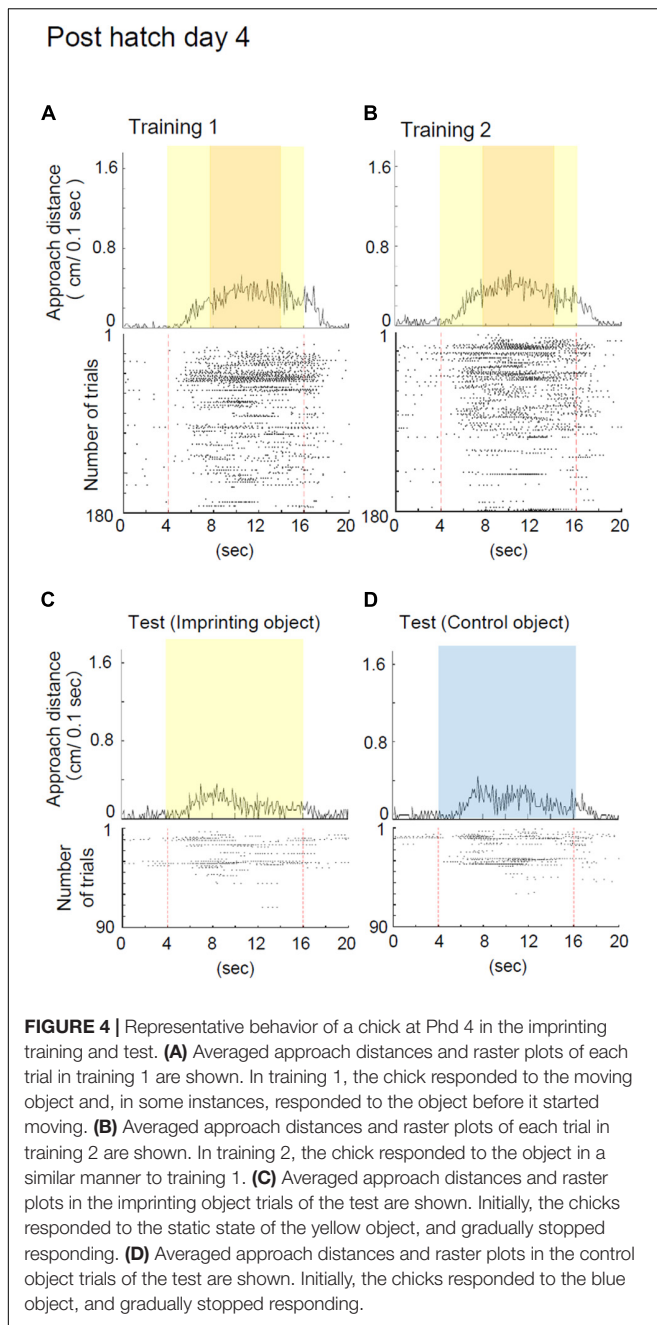 Post hatch day 4
A
Training 1
B
Training 2
Approach distance
( cm/ 0.1 sec )
1.6
0.8
0
1.6
0.8
0
Number of trials
1
180
1
180
0 4 8 12 16 20
0 4 8 12 16 20
(sec)
(sec)
C
D
Test (Imprinting object)
Test (Control object)
Approach distance
(cm/ 0.1 sec)
1.6
0.8
0
1.6
0.8
0
Number
of trials
1
90
1
90
0 4 8 12 16 20
0 4 8 12 16 20
(sec)
(sec)
FIGURE 4 | Representative behavior of a chick at Phd 4 in the imprinting
training and test. (A) Averaged approach distances and raster plots of each
trial in training 1 are shown. In training 1, the chick responded to the moving
object and, in some instances, responded to the object before it started
moving. (B) Averaged approach distances and raster plots of each trial in
training 2 are shown. In training 2, the chick responded to the object in a
similar manner to training 1. (C) Averaged approach distances and raster
plots in the imprinting object trials of the test are shown. Initially, the chicks
responded to the static state of the yellow object, and gradually stopped
responding. (D) Averaged approach distances and raster plots in the control
object trials of the test are shown. Initially, the chicks responded to the blue
object, and gradually stopped responding.